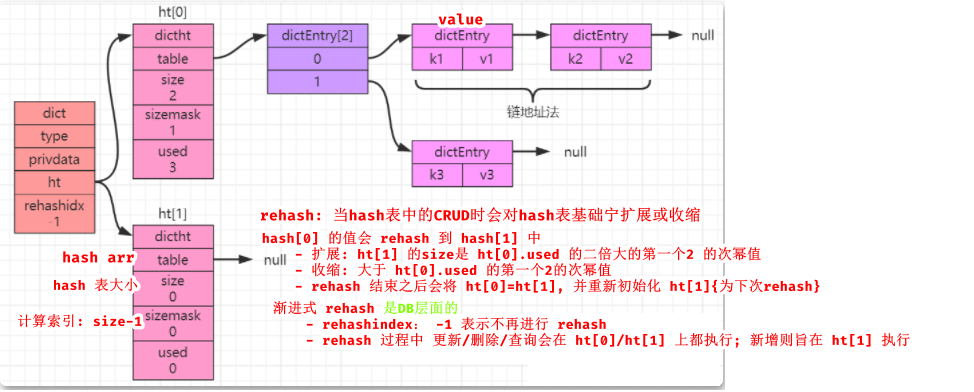 ht[0]
value
dictht
table
size
2
sizemask
1
used
3
dictEntry[2]
0
1
dictEntry
k1 v1
dictEntry
k2 v2
null
链地址法
dictEntry
k3 v3
null
dict
type
privdata
ht
rehashidx
-1
ht[1]
dictht
table
size
0
sizemask
0
used
0
null
hash arr
hash 表大小
计算索引: size-1
rehash: 当hash表中的CRUD时会对hash表基础宁扩展或收缩
hash[0] 的值会 rehash 到 hash[1] 中
- 扩展: ht[1] 的size是 ht[0].used 的二倍大的第一个2 的次幂值
- 收缩: 大于 ht[0].used 的第一个2的次幂值
- rehash 结束之后会将 ht[0]=ht[1], 并重新初始化 ht[1]{为下次rehash}
渐进式 rehash 是DB层面的
- rehashindex: -1 表示不再进行 rehash
- rehash 过程中 更新/删除/查询会在 ht[0]/ht[1] 上都执行; 新增则旨在 ht[1] 执行